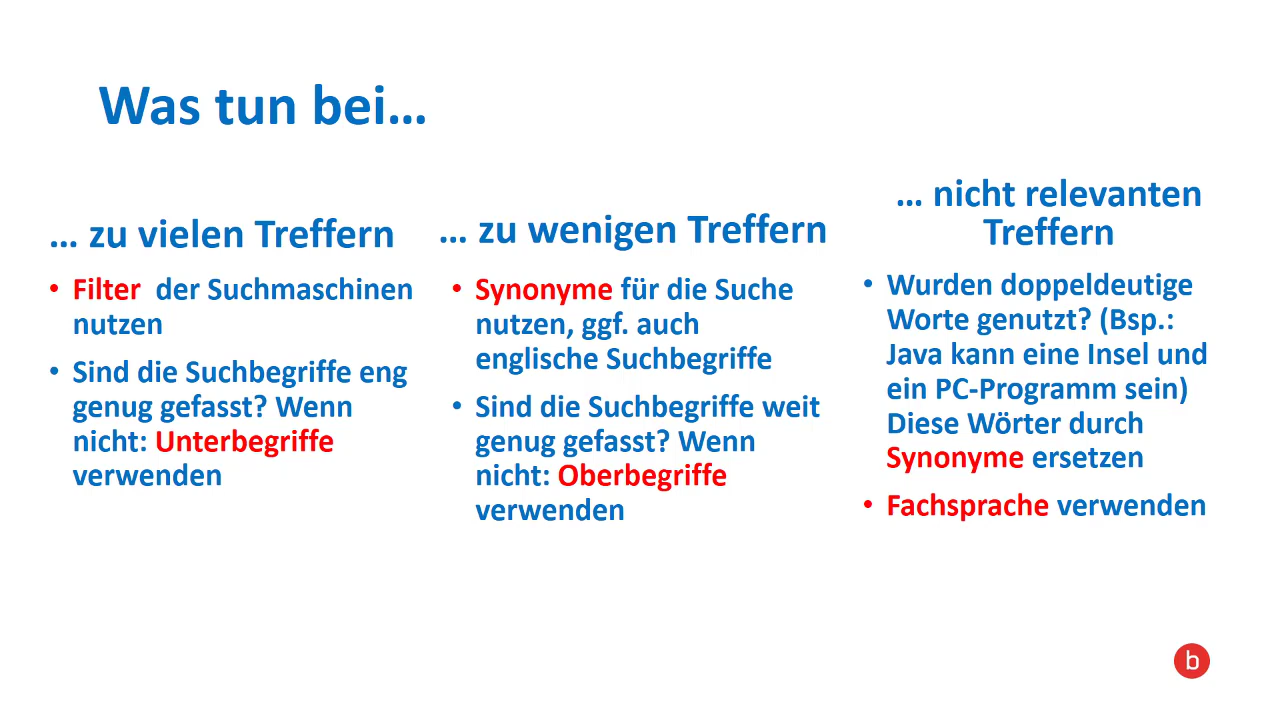 Was tun bei…
… zu vielen Treffern
• Filter der Suchmaschinen
nutzen
• Sind die Suchbegriffe eng
genug gefasst? Wenn
nicht: Unterbegriffe
verwenden
… zu wenigen Treffern
• Synonyme für die Suche
nutzen, ggf. auch
englische Suchbegriffe
• Sind die Suchbegriffe weit
genug gefasst? Wenn
nicht: Oberbegriffe
verwenden
… nicht relevanten
Treffern
• Wurden doppeldeutige
Worte genutzt? (Bsp.:
Java kann eine Insel und
ein PC-Programm sein)
Diese Wörter durch
Synonyme ersetzen
• Fachsprache verwenden
b